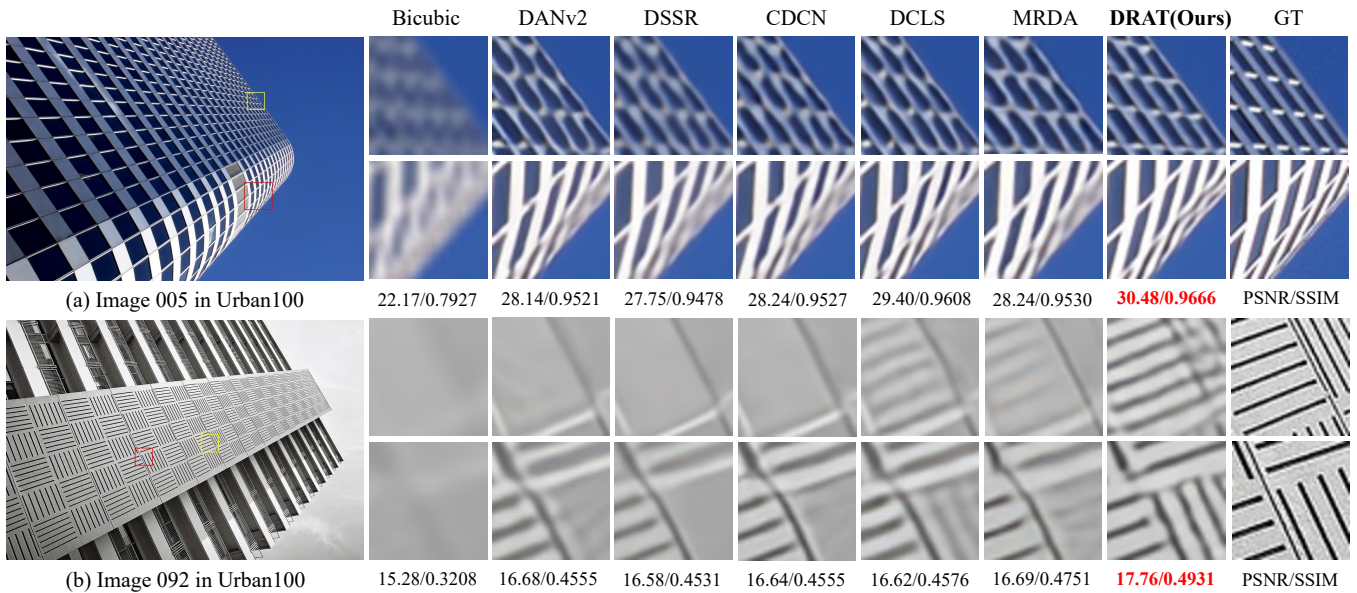 Bicubic DANv2 DSSR CDCN DCLS MRDA DRAT(Ours) GT
(a) Image 005 in Urban100 22.17/0.7927 28.14/0.9521 27.75/0.9478 28.24/0.9527 29.40/0.9608 28.24/0.9530 30.48/0.9666 PSNR/SSIM
(b) Image 092 in Urban100 15.28/0.3208 16.68/0.4555 16.58/0.4531 16.64/0.4555 16.62/0.4576 16.69/0.4751 17.76/0.4931 PSNR/SSIM